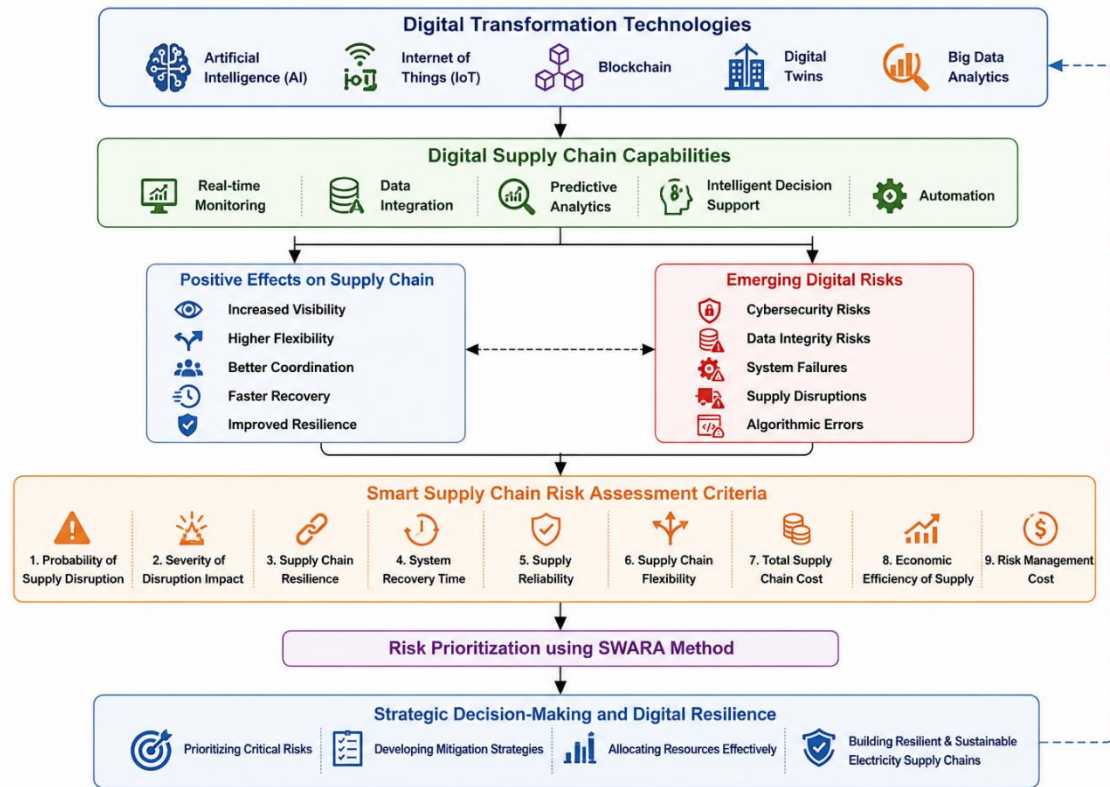 Digital Transformation Technologies
Artificial
Intelligence (AI)
Internet of
Things (IoT)
Blockchain
Digital
Twins
Big Data
Analytics
Digital Supply Chain Capabilities
Real-time
Monitoring
Data
Integration
Predictive
Analytics
Intelligent Decision
Support
Automation
Positive Effects on Supply Chain
Increased Visibility
Higher Flexibility
Better Coordination
Faster Recovery
Improved Resilience
Emerging Digital Risks
Cybersecurity Risks
Data Integrity Risks
System Failures
Supply Disruptions
Algorithmic Errors
Smart Supply Chain Risk Assessment Criteria
1. Probability of
Supply Disruption
2. Severity of
Disruption Impact
3. Supply Chain
Resilience
4. System
Recovery Time
5. Supply
Reliability
6. Supply Chain
Flexibility
7. Total Supply
Chain Cost
8. Economic
Efficiency of Supply
9. Risk Management
Cost
Risk Prioritization using SWARA Method
Strategic Decision-Making and Digital Resilience
Prioritizing Critical Risks
Developing Mitigation Strategies
Allocating Resources Effectively
Building Resilient & Sustainable
Electricity Supply Chains